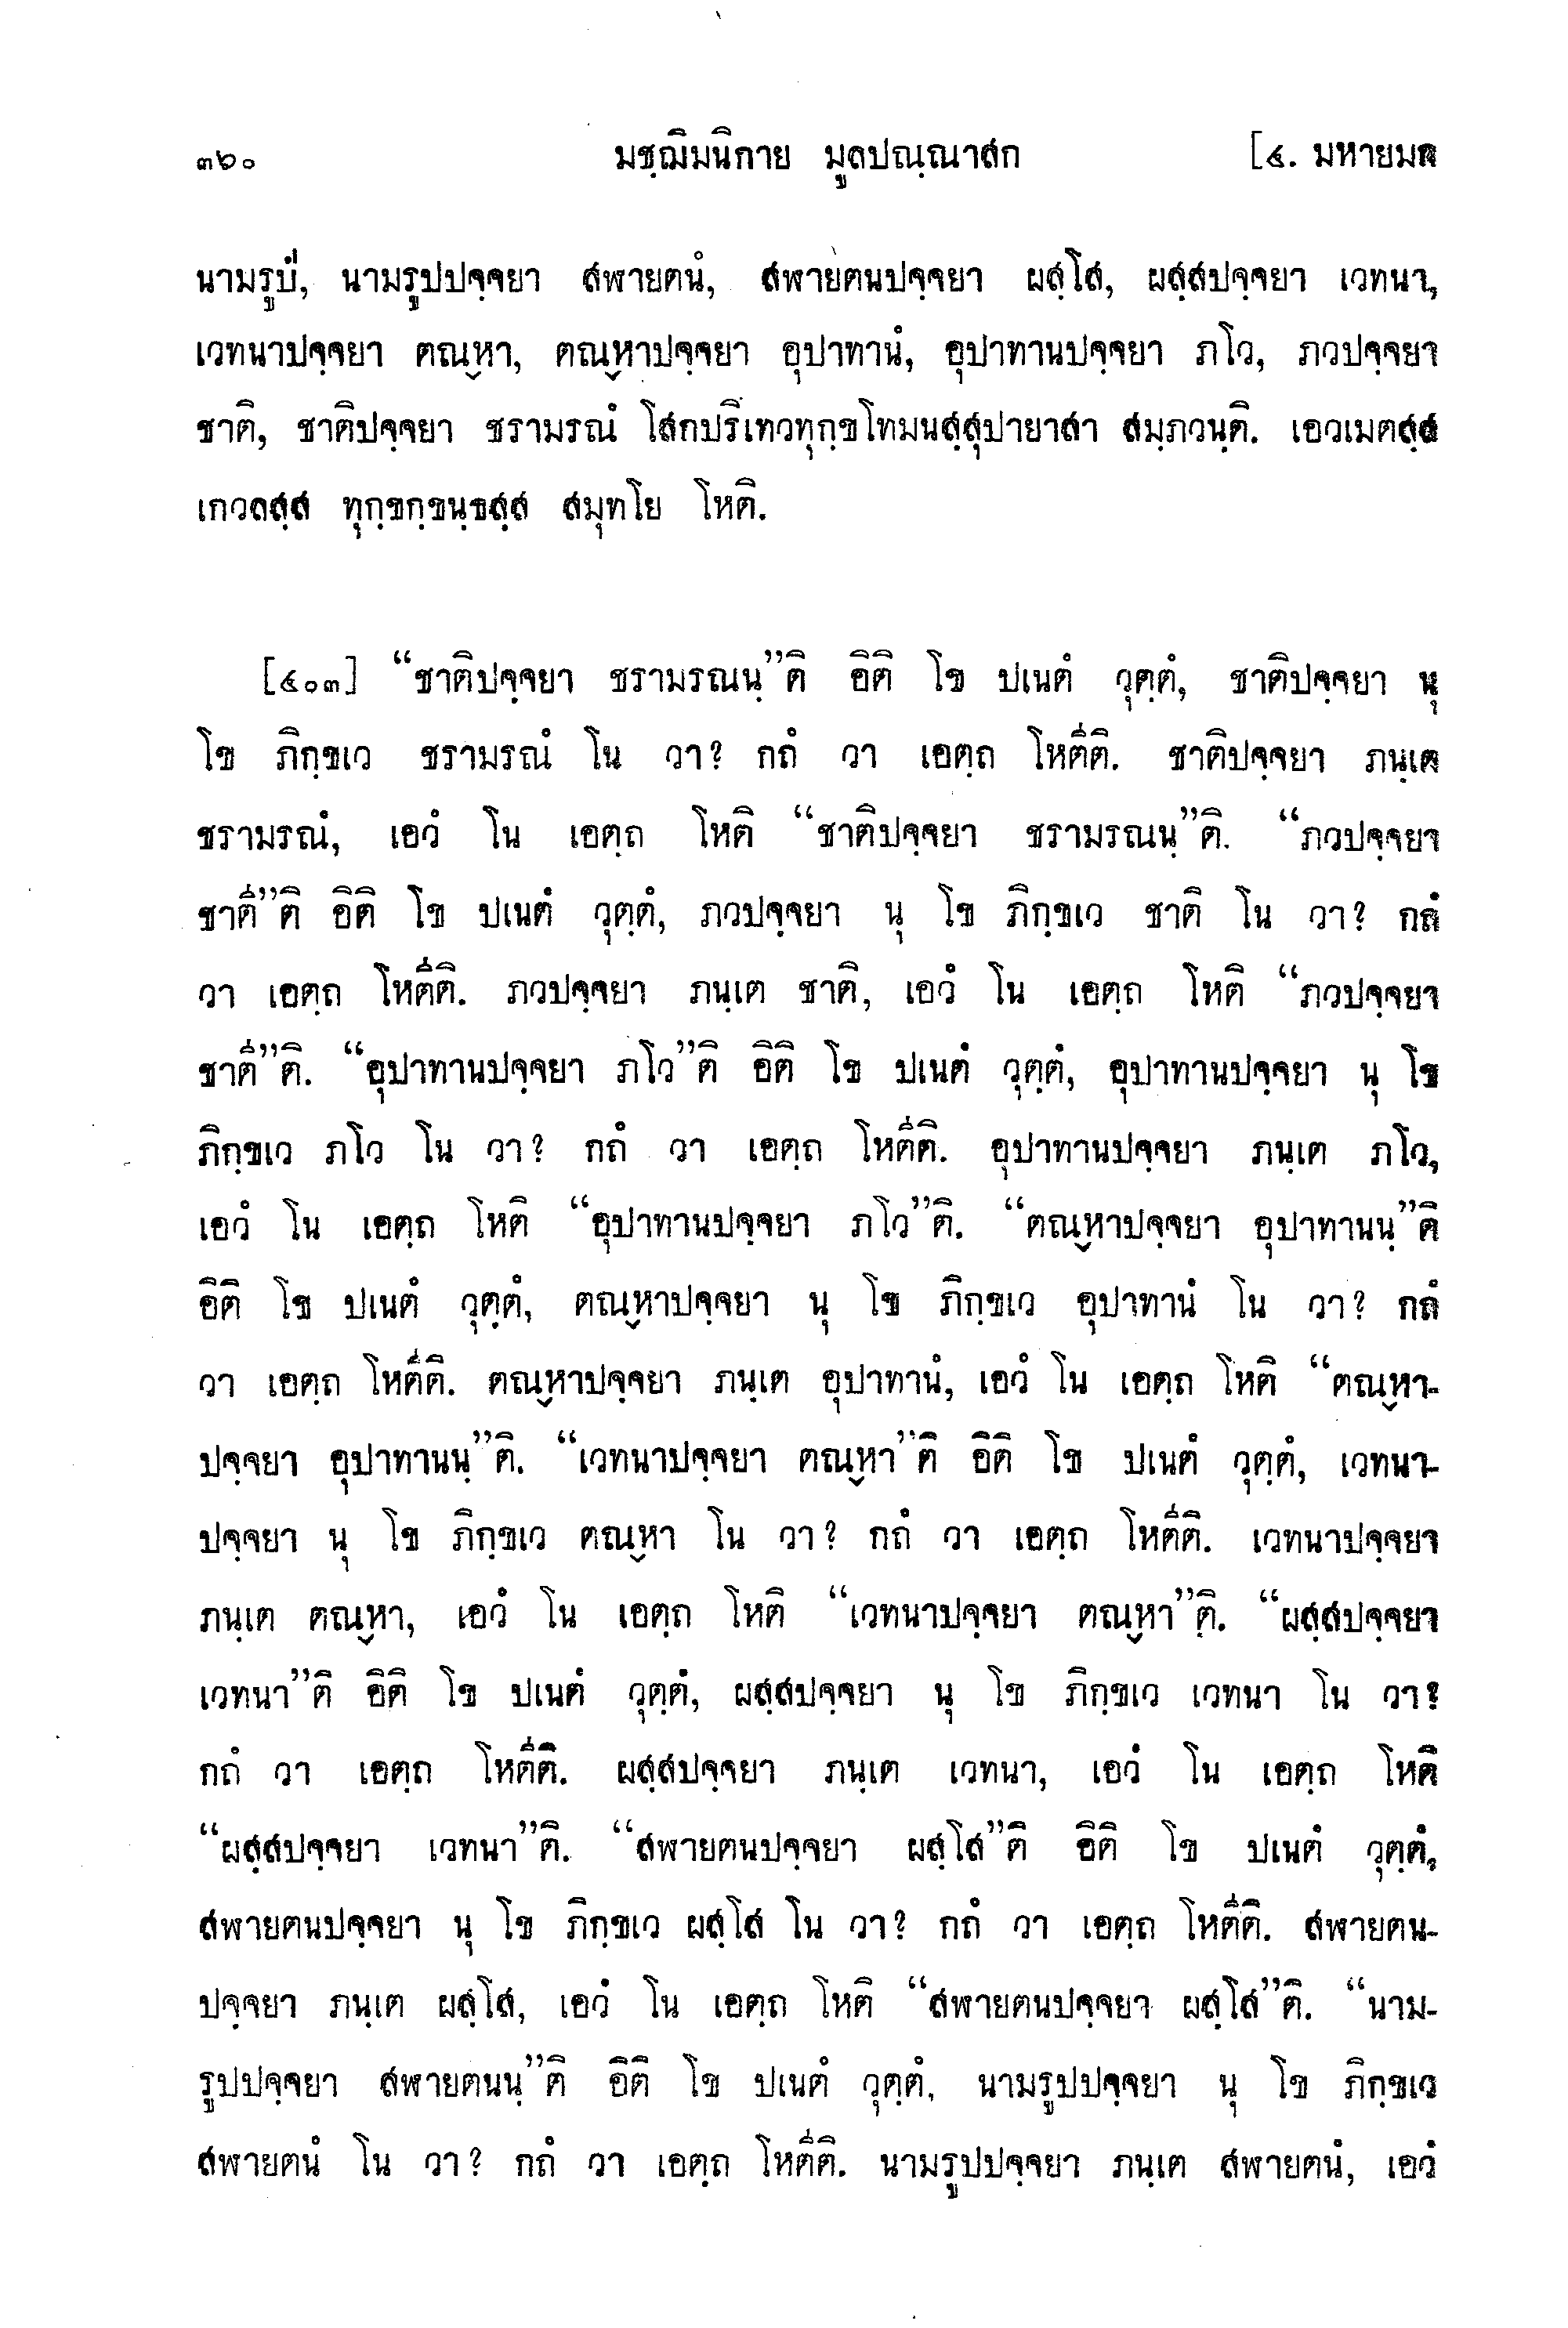 ๓๖๐ มชฺฌิมนิกาย มูลปณฺณาสก [๔. มหายมก
นามรูปํ, นามรูปปจฺจยา สฬายตนํ, สฬายตนปจฺจยา ผสฺโส, ผสฺสปจฺจยา เวทนา,
เวทนาปจฺจยา ตณฺหา, ตณฺหาปจฺจยา อุปาทานํ, อุปาทานปจฺจยา ภโว, ภวปจฺจยา
ชาติ, ชาติปจฺจยา ชรามรณํ โสกปริเทวทุกฺขโทมนสฺสุปายาสา สมฺภวนฺติ. เอวเมตสฺส
เกวลสฺส ทุกฺขกฺขนฺธสฺส สมุทโย โหติ.
[๔๐๓] “ชาติปจฺจยา ชรามรณนฺ”ติ อิติ โข ปเนตํ วุตฺตํ, ชาติปจฺจยา นุ
โข ภิกฺขเว ชรามรณํ โน วา? กถํ วา เอตฺถ โหตีติ. ชาติปจฺจยา ภนฺเต
ชรามรณํ, เอวํ โน เอตฺถ โหติ “ชาติปจฺจยา ชรามรณนฺ”ติ. “ภวปจฺจยา
ชาตี”ติ อิติ โข ปเนตํ วุตฺตํ, ภวปจฺจยา นุ โข ภิกฺขเว ชาติ โน วา? กถํ
วา เอตฺถ โหตีติ. ภวปจฺจยา ภนฺเต ชาติ, เอวํ โน เอตฺถ โหติ “ภวปจฺจยา
ชาตี”ติ. “อุปาทานปจฺจยา ภโว”ติ อิติ โข ปเนตํ วุตฺตํ, อุปาทานปจฺจยา นุ โข
ภิกฺขเว ภโว โน วา? กถํ วา เอตฺถ โหตีติ. อุปาทานปจฺจยา ภนฺเต ภโว,
เอวํ โน เอตฺถ โหติ “อุปาทานปจฺจยา ภโว”ติ. “ตณฺหาปจฺจยา อุปาทานนฺ”ติ
อิติ โข ปเนตํ วุตฺตํ, ตณฺหาปจฺจยา นุ โข ภิกฺขเว อุปาทานํ โน วา? กถํ
วา เอตฺถ โหตีติ. ตณฺหาปจฺจยา ภนฺเต อุปาทานํ, เอวํ โน เอตฺถ โหติ “ตณฺหา-
ปจฺจยา อุปาทานนฺ”ติ. “เวทนาปจฺจยา ตณฺหา”ติ อิติ โข ปเนตํ วุตฺตํ, เวทนา-
ปจฺจยา นุ โข ภิกฺขเว ตณฺหา โน วา? กถํ วา เอตฺถ โหตีติ. เวทนาปจฺจยา
ภนฺเต ตณฺหา, เอวํ โน เอตฺถ โหติ “เวทนาปจฺจยา ตณฺหา”ติ. “ผสฺสปจฺจยา
เวทนา”ติ อิติ โข ปเนตํ วุตฺตํ, ผสฺสปจฺจยา นุ โข ภิกฺขเว เวทนา โน วา?
กถํ วา เอตฺถ โหตีติ. ผสฺสปจฺจยา ภนฺเต เวทนา, เอวํ โน เอตฺถ โหติ
“ผสฺสปจฺจยา เวทนา”ติ. “สฬายตนปจฺจยา ผสฺโส”ติ อิติ โข ปเนตํ วุตฺตํ,
สฬายตนปจฺจยา นุ โข ภิกฺขเว ผสฺโส โน วา? กถํ วา เอตฺถ โหตีติ. สฬายตน-
ปจฺจยา ภนฺเต ผสฺโส, เอวํ โน เอตฺถ โหติ “สฬายตนปจฺจยา ผสฺโส”ติ. “นาม-
รูปปจฺจยา สฬายตนนฺ”ติ อิติ โข ปเนตํ วุตฺตํ, นามรูปปจฺจยา นุ โข ภิกฺขเว
สฬายตนํ โน วา? กถํ วา เอตฺถ โหตีติ. นามรูปปจฺจยา ภนฺเต สฬายตนํ, เอวํ